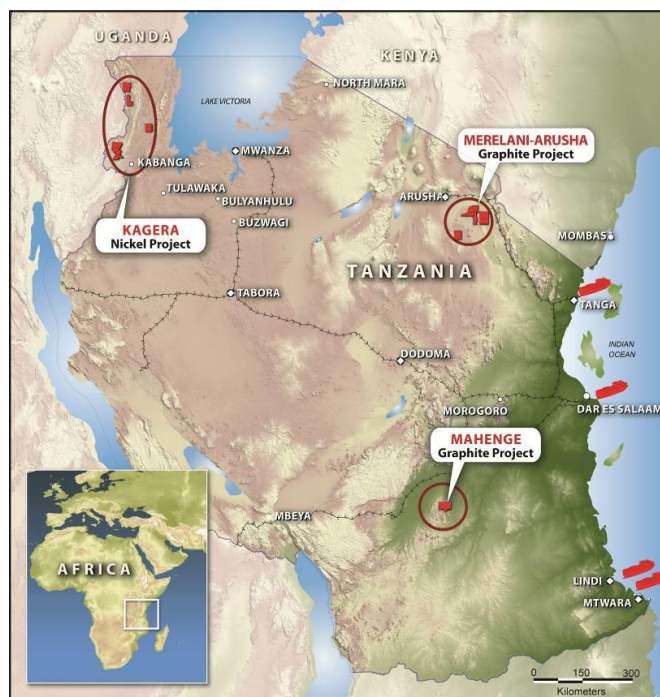 UGANDA
KENYA
NORTH MARA
LAKE VICTORIA
MWANZA
KABANGA
TULAWAKA
BULYANHULU
BUZWAGI
KAGERA
Nickel Project
MERELANI-ARUSHA
Graphite Project
ARUSHA
MOMBAS
TANZANIA
TABORA
TANGA
DODOMA
INDIAN
OCEAN
MOROGORO
DAR ES SALAAM
MAHENGE
Graphite Project
MBEYA
AFRICA
LINDI
MTWARA
0 150 300
Kilometers